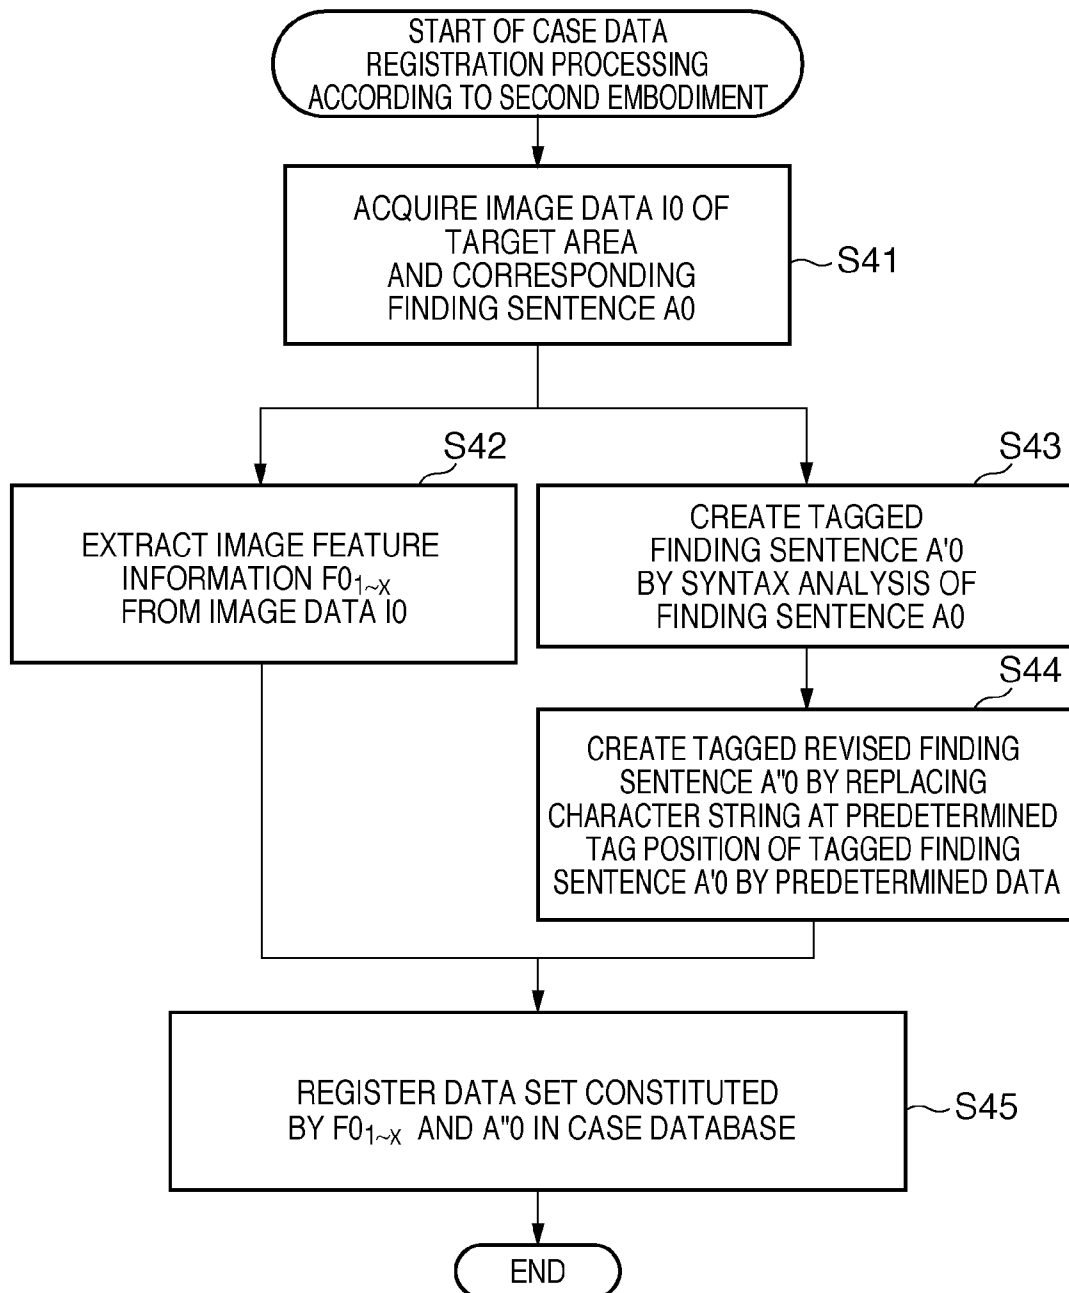 START OF CASE DATA
REGISTRATION PROCESSING
ACCORDING TO SECOND EMBODIMENT
ACQUIRE IMAGE DATA I0 OF
TARGET AREA
AND CORRESPONDING
FINDING SENTENCE A0
S41
S42
EXTRACT IMAGE FEATURE
INFORMATION F0₁~ₓ
FROM IMAGE DATA I0
S43
CREATE TAGGED
FINDING SENTENCE A'0
BY SYNTAX ANALYSIS OF
FINDING SENTENCE A0
S44
CREATE TAGGED REVISED FINDING
SENTENCE A"0 BY REPLACING
CHARACTER STRING AT PREDETERMINED
TAG POSITION OF TAGGED FINDING
SENTENCE A'0 BY PREDETERMINED DATA
REGISTER DATA SET CONSTITUTED
BY F0₁~ₓ AND A"0 IN CASE DATABASE
S45
END